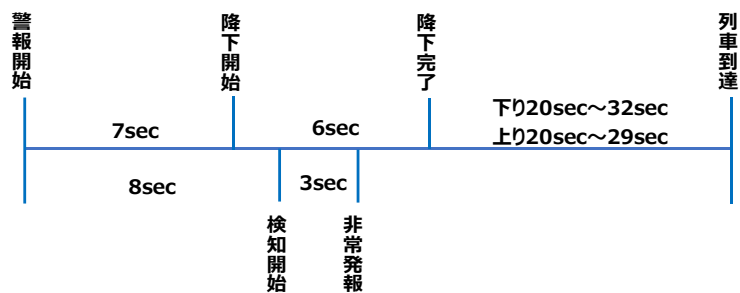 警報開始
降下開始
降下完了
列車到達
7sec
6sec
下り20sec～32sec
上り20sec～29sec
8sec
3sec
検知開始
非常発報